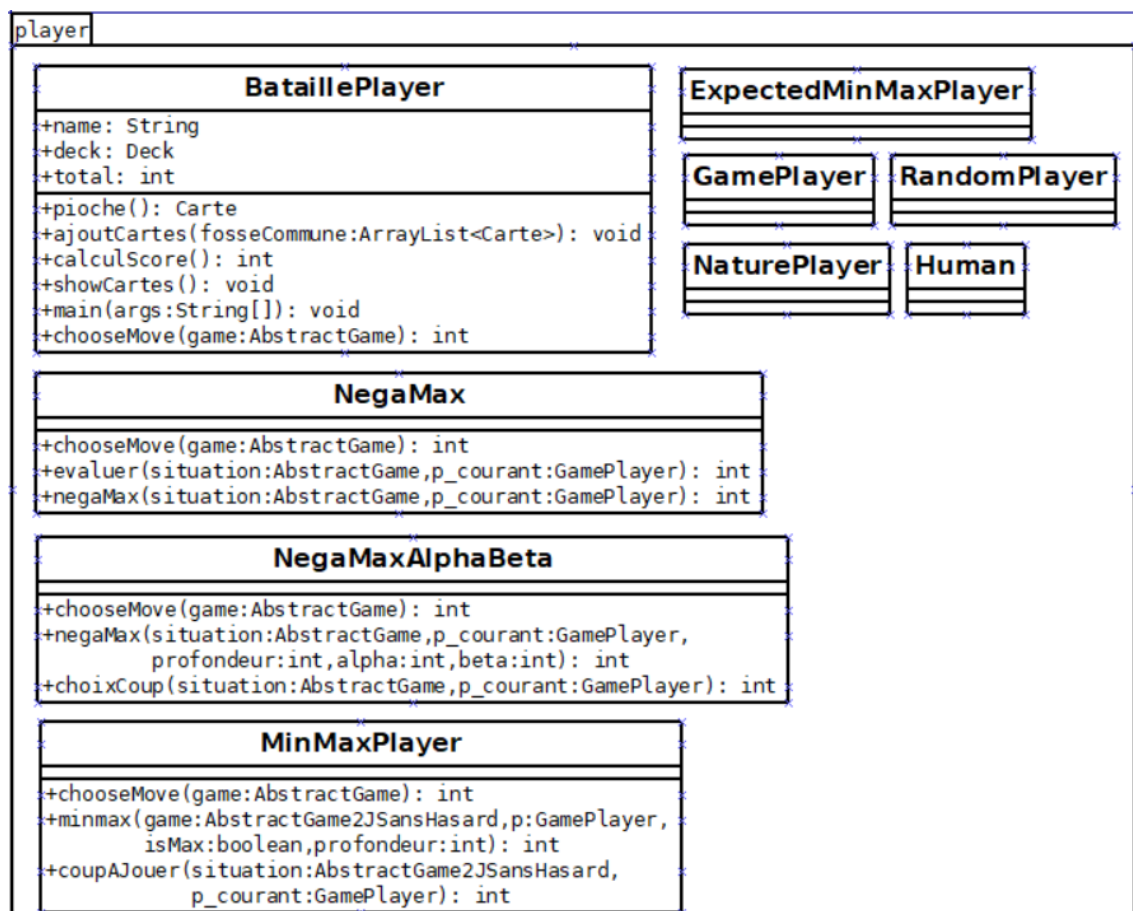 player
BataillePlayer
+name: String
+deck: Deck
+total: int
+pioche(): Carte
+ajoutCartes(fosseCommune:ArrayList<Carte>): void
+calculScore(): int
+showCartes(): void
+main(args:String[]): void
+chooseMove(game:AbstractGame): int
ExpectedMinMaxPlayer
GamePlayer
RandomPlayer
NaturePlayer
Human
NegaMax
+chooseMove(game:AbstractGame): int
+evaluer(situation:AbstractGame,p_courant:GamePlayer): int
+negaMax(situation:AbstractGame,p_courant:GamePlayer): int
NegaMaxAlphaBeta
+chooseMove(game:AbstractGame): int
+negaMax(situation:AbstractGame,p_courant:GamePlayer,
profondeur:int,alpha:int,beta:int): int
+choixCoup(situation:AbstractGame,p_courant:GamePlayer): int
MinMaxPlayer
+chooseMove(game:AbstractGame): int
+minmax(game:AbstractGame2JSansHasard,p:GamePlayer,
isMax:boolean,profondeur:int): int
+coupAJouer(situation:AbstractGame2JSansHasard,
p_courant:GamePlayer): int